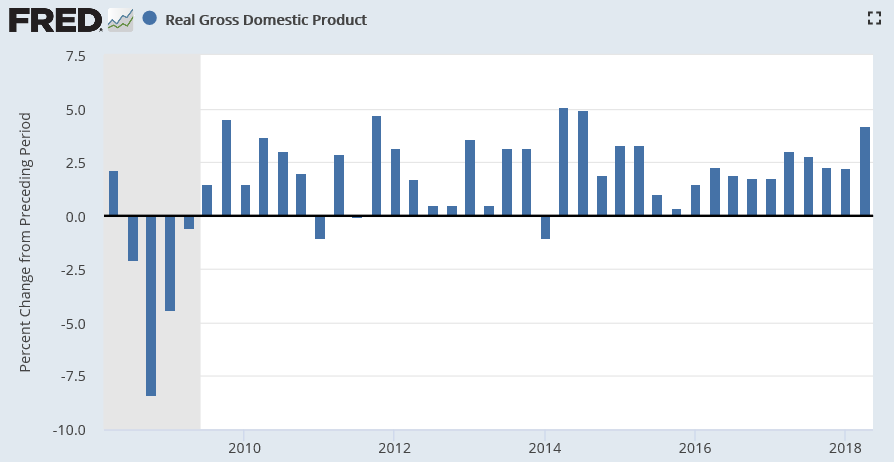 FRED
Real Gross Domestic Product
Percent Change from Preceding Period
7.5
5.0
2.5
0.0
-2.5
-5.0
-7.5
-10.0
2010 2012 2014 2016 2018